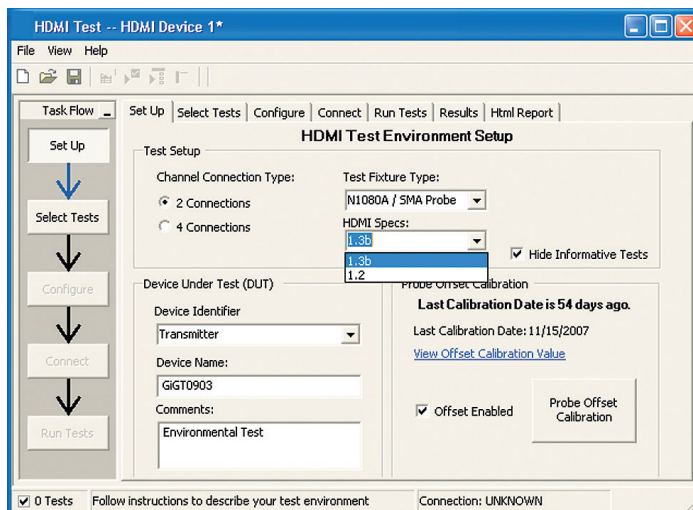 HDMI Test -- HDMI Device 1*
File View Help
Task Flow
Set Up
Select Tests
Configure
Connect
Run Tests
Set Up Select Tests Configure Connect Run Tests Results Html Report
HDMI Test Environment Setup
Test Setup
Channel Connection Type:
2 Connections
4 Connections
Test Fixture Type:
N1080A / SMA Probe
HDMI Specs:
1.3b
1.3b
1.2
Hide Informative Tests
Device Under Test (DUT)
Device Identifier
Transmitter
Device Name:
GiGT0903
Comments:
Environmental Test
Probe Offset Calibration
Last Calibration Date is 54 days ago.
Last Calibration Date: 11/15/2007
View Offset Calibration Value
Offset Enabled
Probe Offset
Calibration
0 Tests Follow instructions to describe your test environment Connection: UNKNOWN